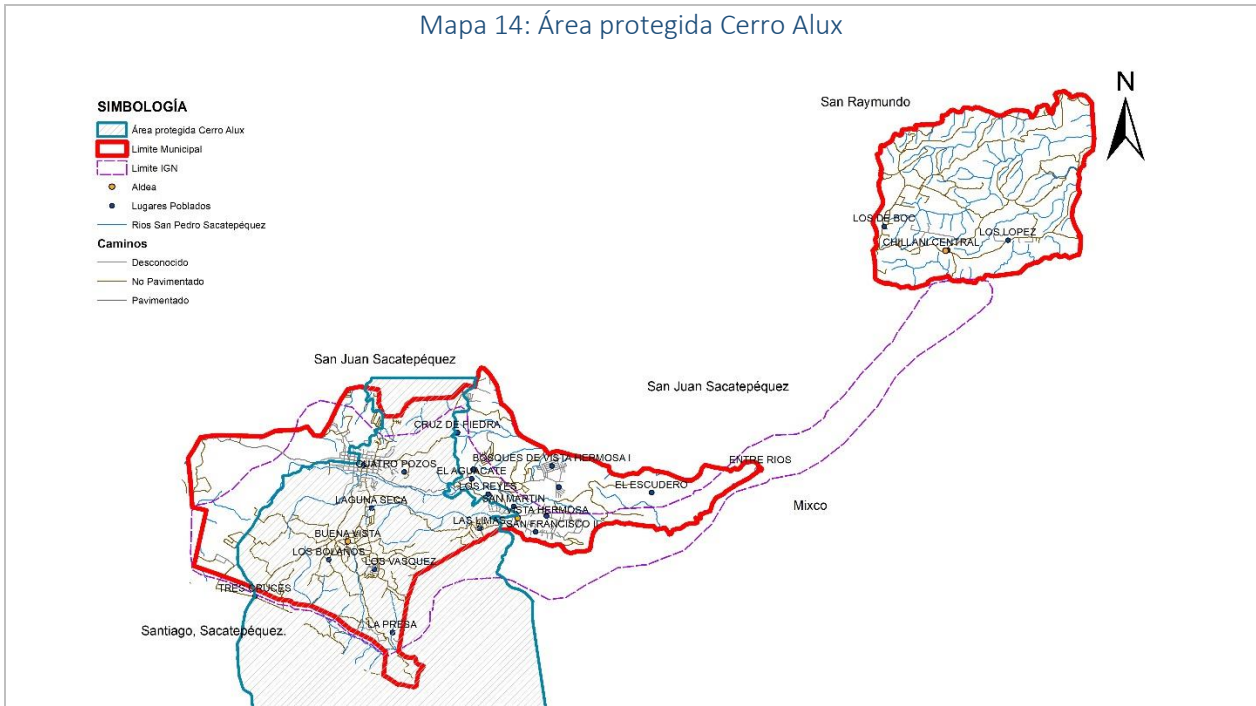 Mapa 14: Área protegida Cerro Alux
N
SIMBOLOGÍA
Área protegida Cerro Alux
Limite Municipal
Limite IGN
Aldea
Lugares Poblados
Rios San Pedro Sacatepéquez
Caminos
Desconocido
No Pavimentado
Pavimentado
San Raymundo
LOS DE BOC
LOS LOPEZ
CHILLANI CENTRAL
San Juan Sacatepéquez
San Juan Sacatepéquez
CRUZ DE PIEDRA
BOSQUES DE VISTA HERMOSA I
ENTRE RIOS
CUATRO POZOS
EL AGUACATE
EL ESCUDERO
LOS REYES
LAGUNA SECA
SAN MARTIN
Mixco
VISTA HERMOSA
LAS LIMAS
SAN FRANCISCO II
BUENA VISTA
LOS BOLAÑOS
LOS VASQUEZ
TRES CRUCES
LA PRESA
Santiago, Sacatepéquez.